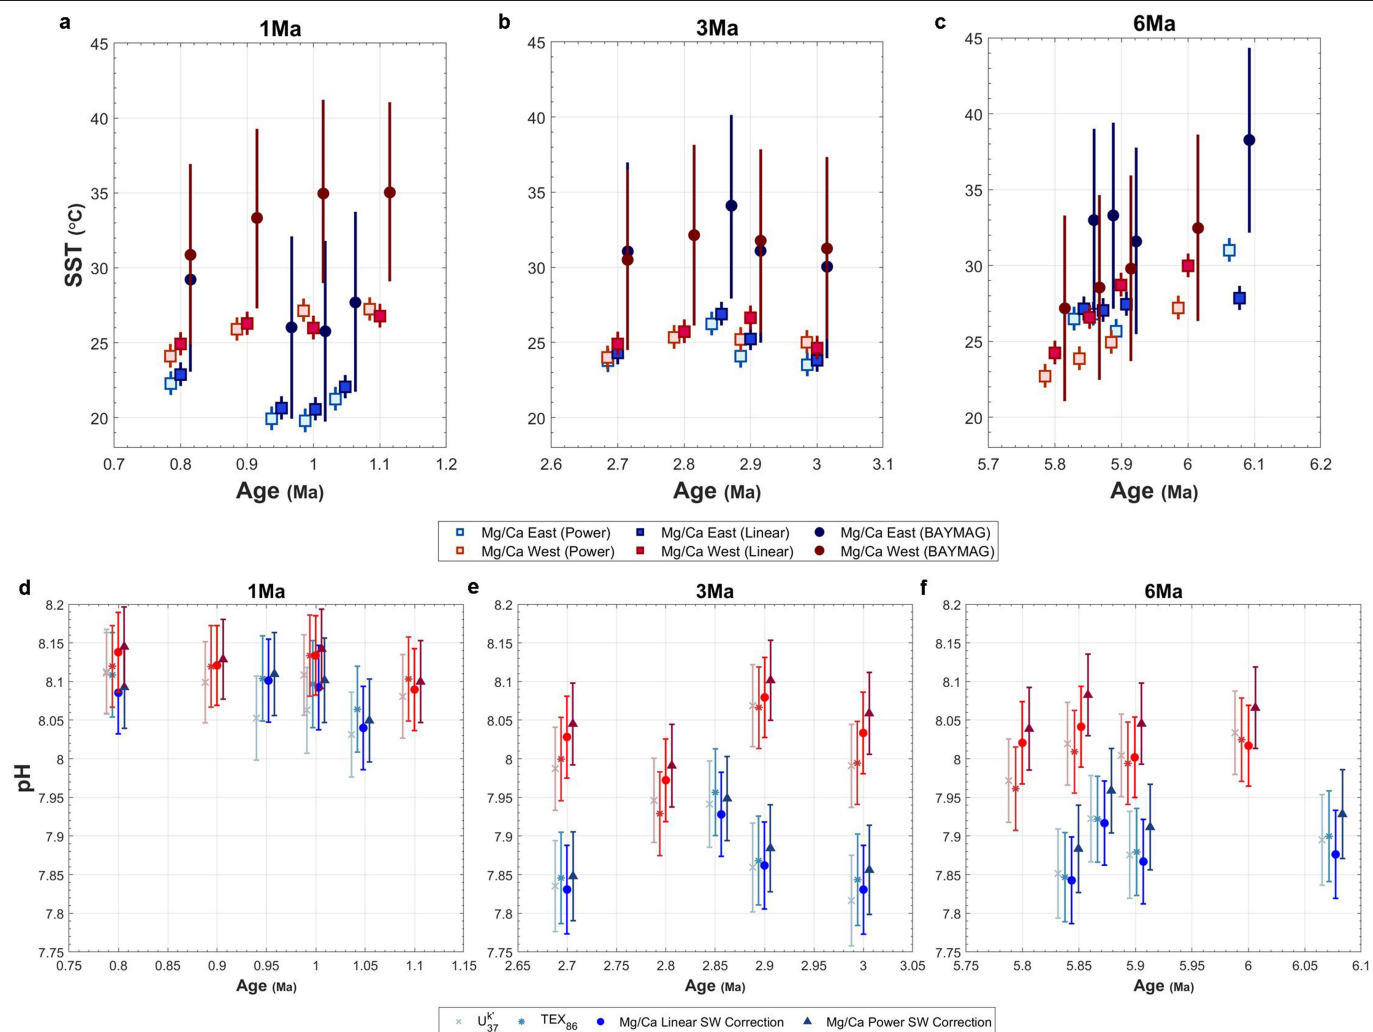 a 1Ma
b 3Ma
c 6Ma
45 40 35 30 25 20
SST (°C)
0.7 0.8 0.9 1 1.1 1.2
Age (Ma)
45 40 35 30 25 20
2.6 2.7 2.8 2.9 3 3.1
Age (Ma)
45 40 35 30 25 20
5.7 5.8 5.9 6 6.1 6.2
Age (Ma)
Mg/Ca East (Power) Mg/Ca East (Linear) Mg/Ca East (BAYMAG)
Mg/Ca West (Power) Mg/Ca West (Linear) Mg/Ca West (BAYMAG)
d 1Ma
e 3Ma
f 6Ma
8.2 8.15 8.1 8.05 8 7.95 7.9 7.85 7.8 7.75
pH
0.75 0.8 0.85 0.9 0.95 1 1.05 1.1 1.15
Age (Ma)
8.2 8.15 8.1 8.05 8 7.95 7.9 7.85 7.8 7.75
2.65 2.7 2.75 2.8 2.85 2.9 2.95 3 3.05
Age (Ma)
8.2 8.15 8.1 8.05 8 7.95 7.9 7.85 7.8 7.75
5.75 5.8 5.85 5.9 5.95 6 6.05 6.1
Age (Ma)
U37k' TEX86 Mg/Ca Linear SW Correction Mg/Ca Power SW Correction